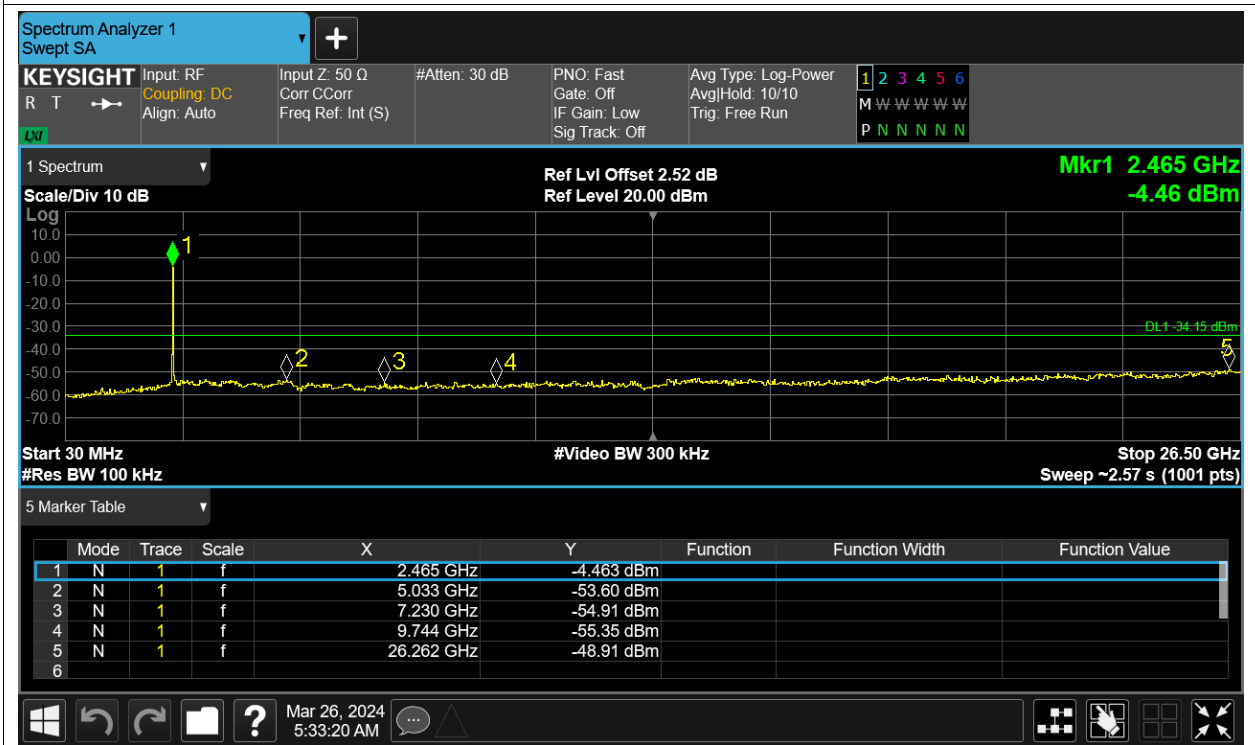 Spectrum Analyzer 1
Swept SA
KEYSIGHT
R T
LXI
Input: RF
Coupling: DC
Align: Auto
Input Z: 50 Ω
Corr CCorr
Freq Ref: Int (S)
#Atten: 30 dB
PNO: Fast
Gate: Off
IF Gain: Low
Sig Track: Off
Avg Type: Log-Power
Avg|Hold: 10/10
Trig: Free Run
1 2 3 4 5 6
M W W W W W
P N N N N N
1 Spectrum
Scale/Div 10 dB
Ref Lvl Offset 2.52 dB
Ref Level 20.00 dBm
Mkr1 2.465 GHz
-4.46 dBm
Log
10.0
0.00
-10.0
-20.0
-30.0
-40.0
-50.0
-60.0
-70.0
1
2
3
4
5
DL1 -34.15 dBm
Start 30 MHz
#Video BW 300 kHz
Stop 26.50 GHz
#Res BW 100 kHz
Sweep ~2.57 s (1001 pts)
5 Marker Table
Mode Trace Scale X Y Function Function Width Function Value
1 N 1 f 2.465 GHz -4.463 dBm
2 N 1 f 5.033 GHz -53.60 dBm
3 N 1 f 7.230 GHz -54.91 dBm
4 N 1 f 9.744 GHz -55.35 dBm
5 N 1 f 26.262 GHz -48.91 dBm
6
?
Mar 26, 2024
5:33:20 AM